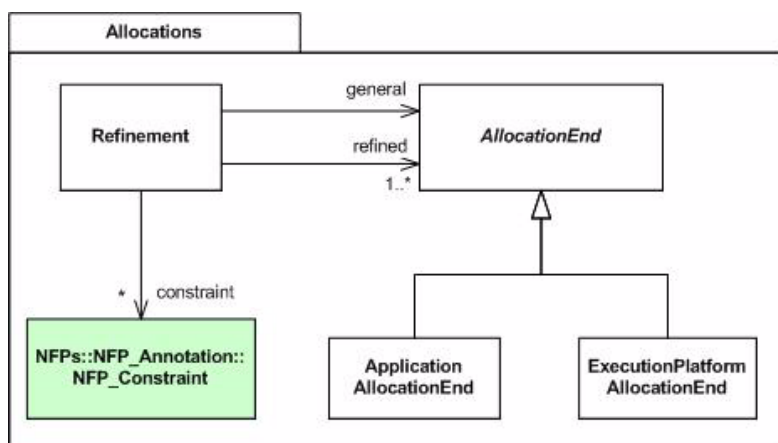 Allocations
general
Refinement
AllocationEnd
refined
1..*
* constraint
NFPs::NFP_Annotation::
NFP_Constraint
Application
AllocationEnd
ExecutionPlatform
AllocationEnd